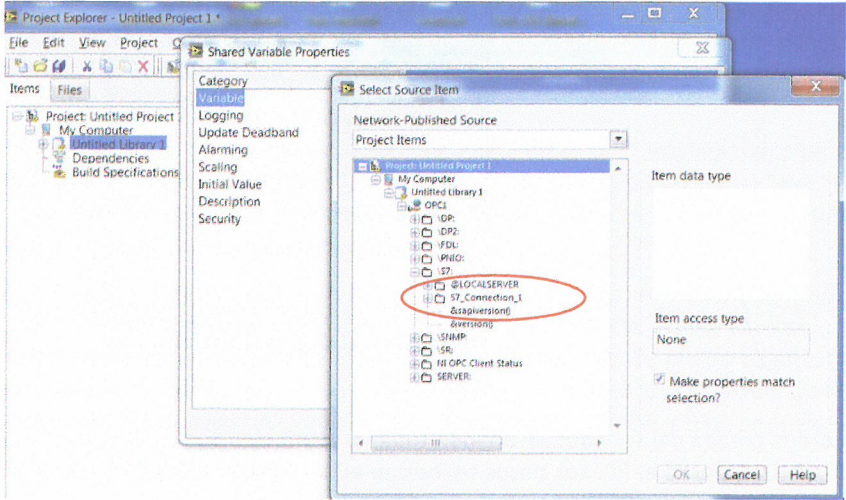 Project Explorer - Untitled Project 1 *
File Edit View Project O
Items Files
Project: Untitled Project 1
My Computer
Untitled Library 1
Dependencies
Build Specifications
Shared Variable Properties
Category
Variable
Logging
Update Deadband
Alarming
Scaling
Initial Value
Description
Security
Select Source Item
Network-Published Source
Project Items
Project: Untitled Project 1
My Computer
Untitled Library 1
OPC1
\DP:
\DP2:
\FDL:
\PNIO:
\S7:
@LOCALSERVER
S7_Connection_1
&sapiversion()
&version()
\SNMP:
\SR:
NI OPC Client Status
SERVER:
Item data type
Item access type
None
Make properties match
selection?
OK Cancel Help